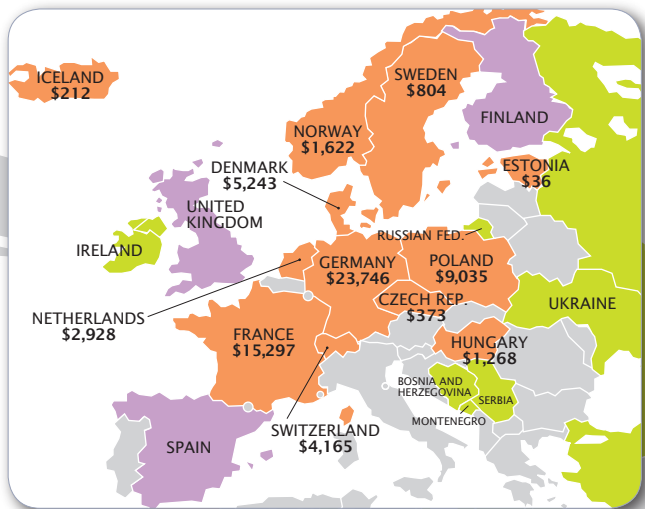 ICELAND
$212
SWEDEN
$804
FINLAND
NORWAY
$1,622
DENMARK
$5,243
ESTONIA
$36
UNITED
KINGDOM
RUSSIAN FED.
IRELAND
GERMANY
$23,746
POLAND
$9,035
CZECH REP.
$373
UKRAINE
NETHERLANDS
$2,928
FRANCE
$15,297
HUNGARY
$1,268
BOSNIA AND
HERZEGOVINA
SERBIA
MONTENEGRO
SWITZERLAND
$4,165
SPAIN